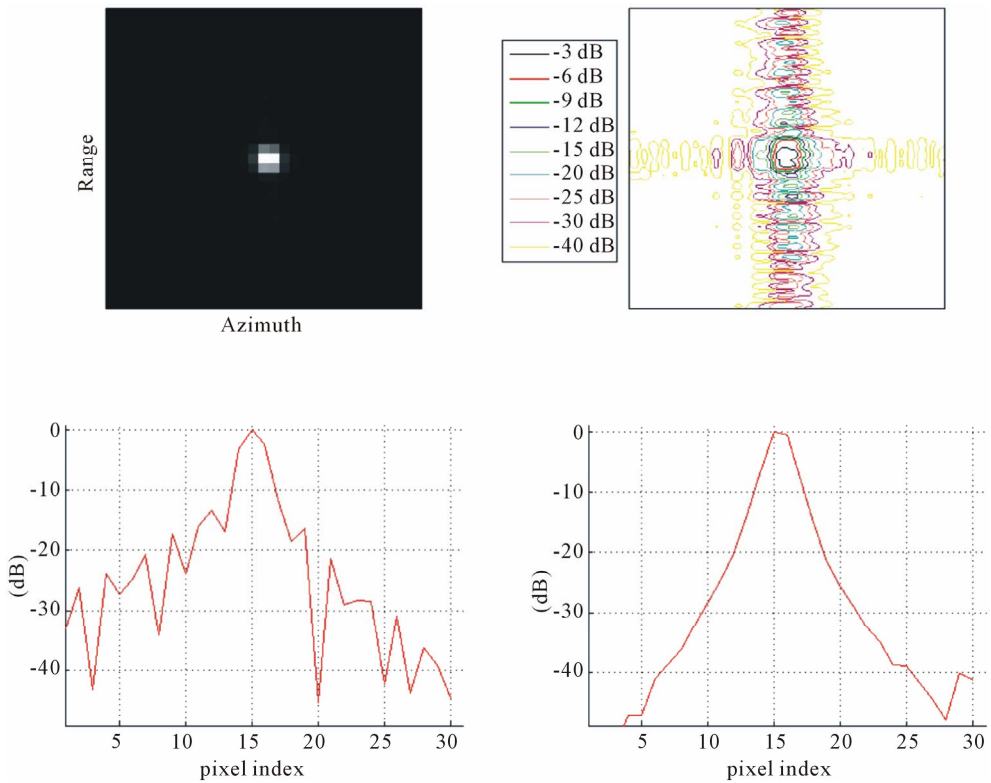 Range
Azimuth
-3 dB
-6 dB
-9 dB
-12 dB
-15 dB
-20 dB
-25 dB
-30 dB
-40 dB
0
-10
-20
-30
-40
(dB)
5
10
15
20
25
30
pixel index
0
-10
-20
-30
-40
(dB)
5
10
15
20
25
30
pixel index